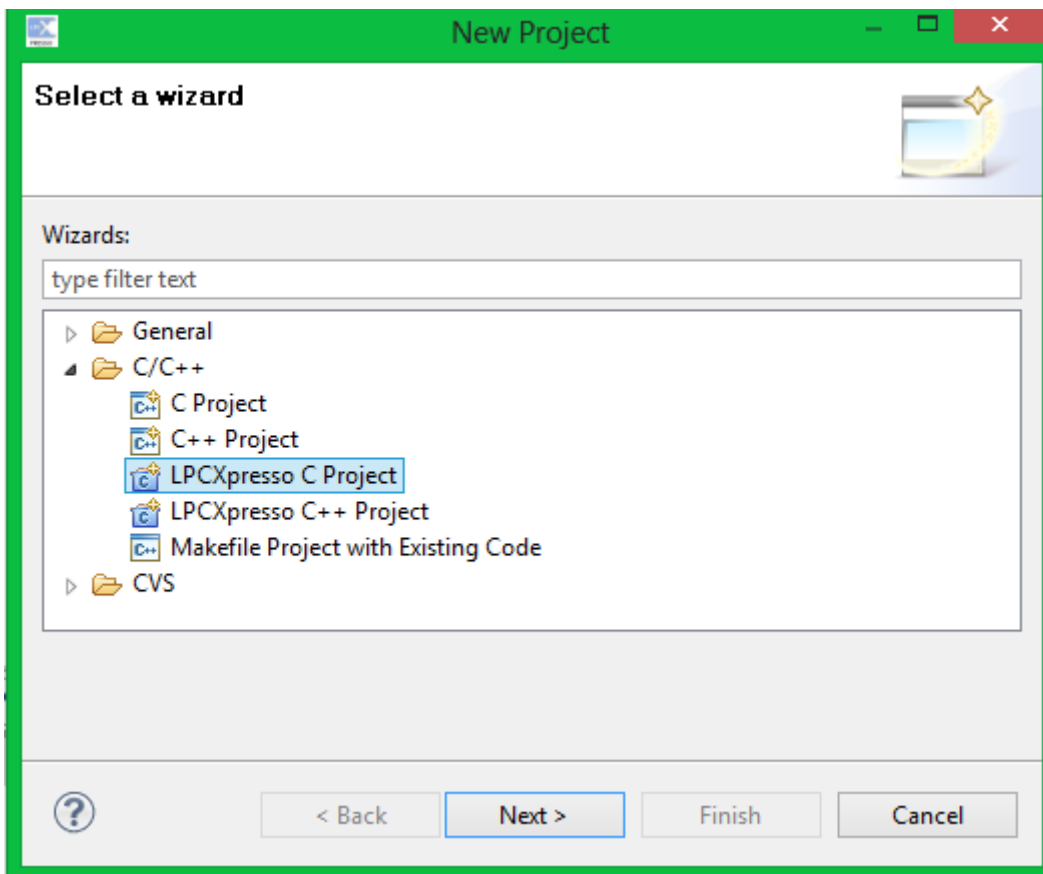 New Project
Select a wizard
Wizards:
type filter text
General
C/C++
C Project
C++ Project
LPCXpresso C Project
LPCXpresso C++ Project
Makefile Project with Existing Code
CVS
? < Back Next > Finish Cancel